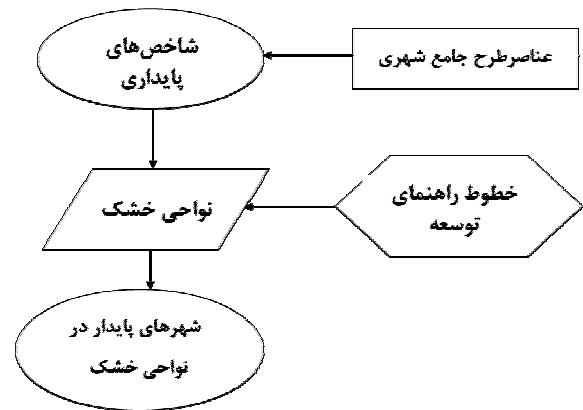 عناصرطرح جامع شهری
شاخص‌های
پایداری
خطوط راهنمای
توسعه
نواحی خشک
شهرهای پایدار در
نواحی خشک